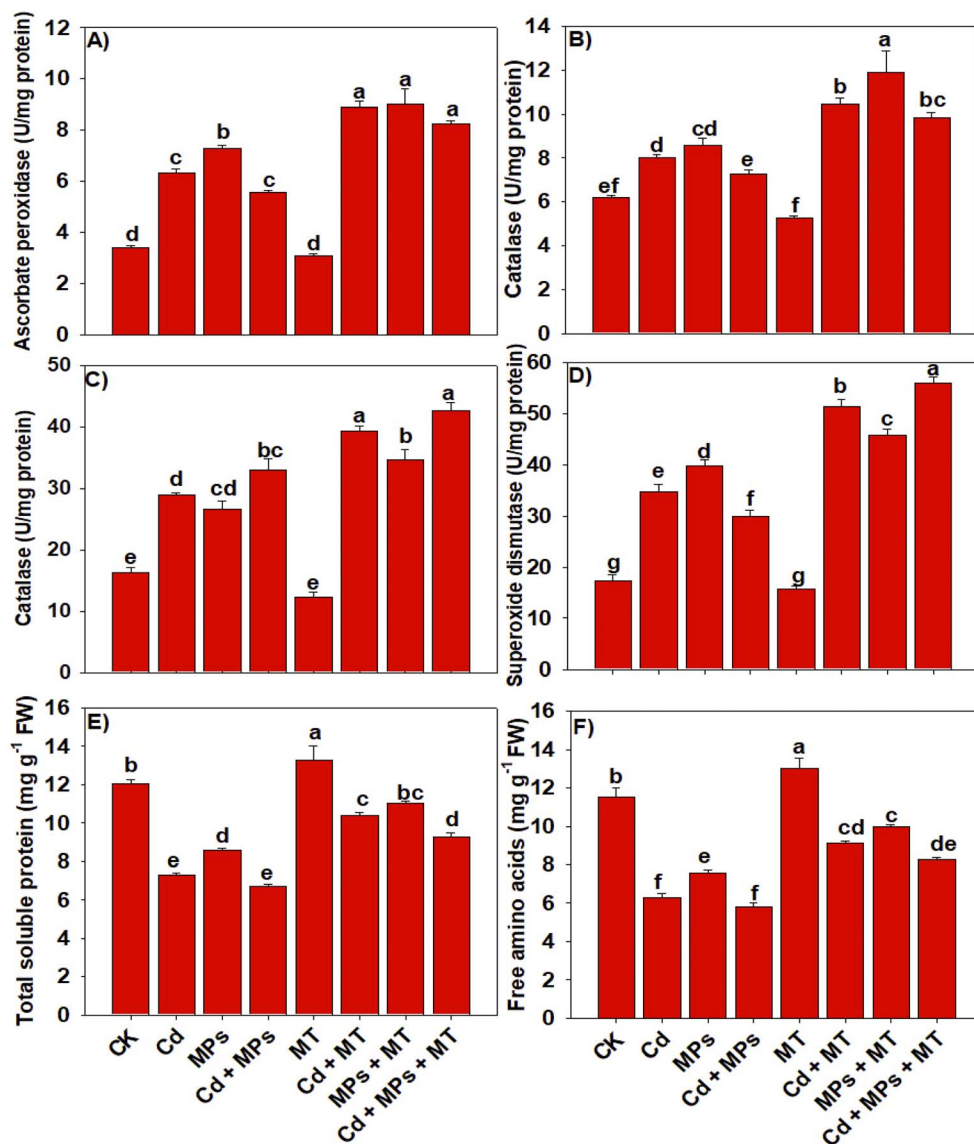 A)
Ascorbate peroxidase (U/mg protein)
12
10
8
6
4
2
0
d
c
b
c
d
a
a
a
B)
Catalase (U/mg protein)
14
12
10
8
6
4
2
0
ef
d
cd
e
f
b
a
bc
C)
Catalase (U/mg protein)
50
40
30
20
10
0
e
d
cd
bc
e
a
b
a
D)
Superoxide dismutase (U/mg protein)
60
50
40
30
20
10
0
g
e
d
f
g
b
c
a
E)
Total soluble protein (mg g⁻¹ FW)
16
14
12
10
8
6
4
2
0
b
e
d
e
a
c
bc
d
CK
Cd
MPs
Cd + MPs
MT
Cd + MT
MPs + MT
Cd + MPs + MT
F)
Free amino acids (mg g⁻¹ FW)
16
14
12
10
8
6
4
2
0
b
f
e
f
a
cd
c
de
CK
Cd
MPs
Cd + MPs
MT
Cd + MT
MPs + MT
Cd + MPs + MT